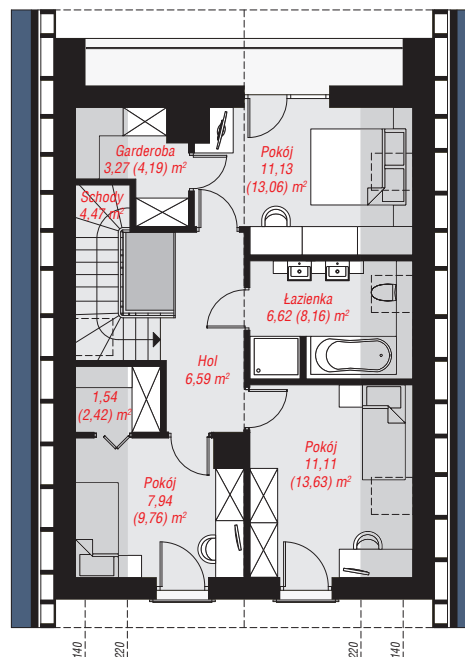 Garderoba
3,27 (4,19) m²
Pokój
11,13
(13,06) m²
Schody
4,47 m²
Łazienka
6,62 (8,16) m²
Hol
6,59 m²
1,54
(2,42) m²
Pokój
11,11
(13,63) m²
Pokój
7,94
(9,76) m²
140
220
220
140